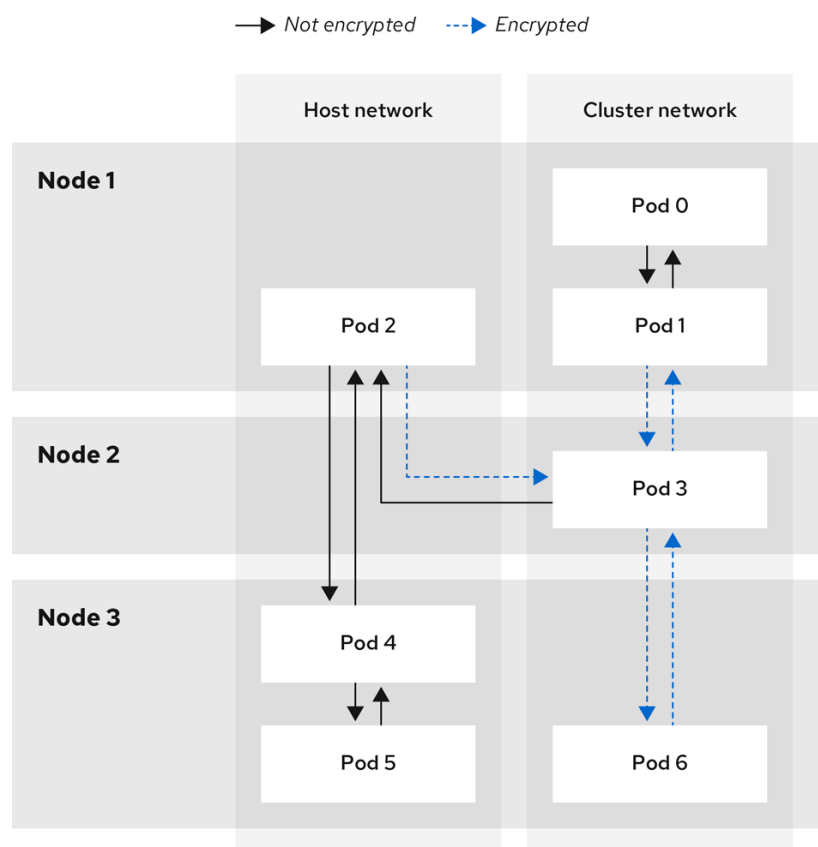 Not encrypted
Encrypted
Host network
Cluster network
Node 1
Pod 0
Pod 2
Pod 1
Node 2
Pod 3
Node 3
Pod 4
Pod 5
Pod 6